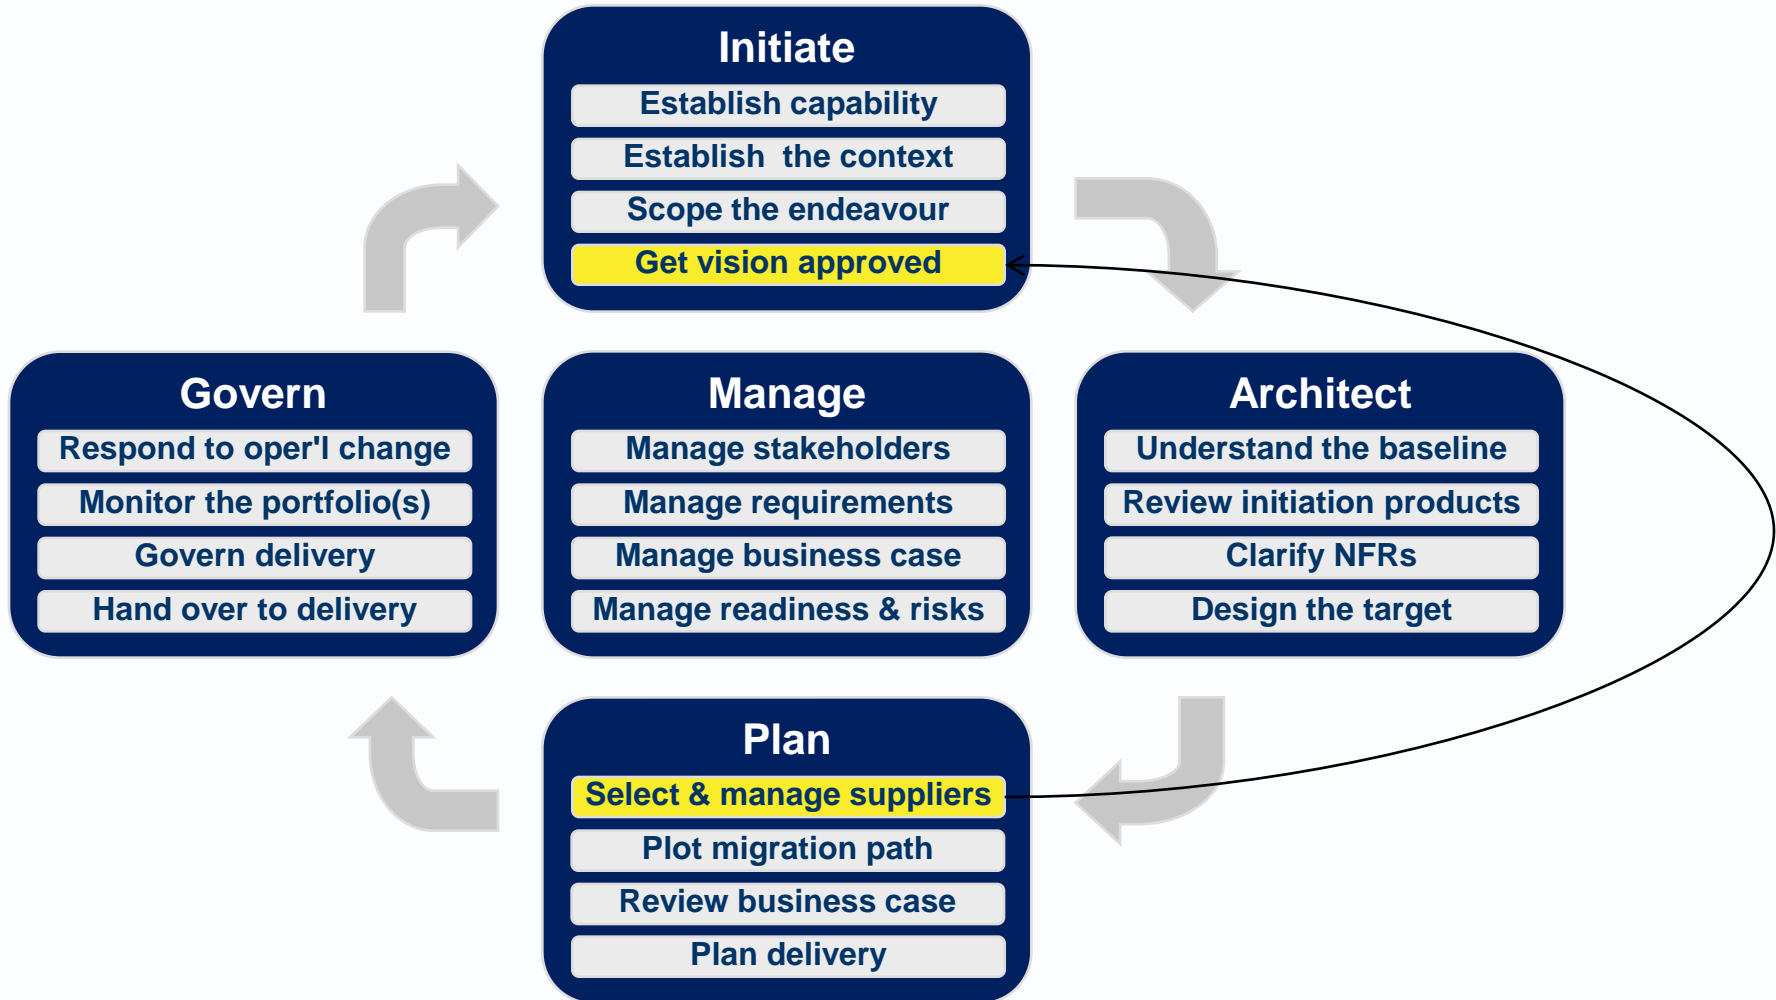 Initiate
Establish capability
Establish  the context
Scope the endeavour
Get vision approved
Govern
Respond to oper'l change
Monitor the portfolio(s)
Govern delivery
Hand over to delivery
Manage
Manage stakeholders
Manage requirements
Manage business case
Manage readiness & risks
Architect
Understand the baseline
Review initiation products
Clarify NFRs
Design the target
Plan
Select & manage suppliers
Plot migration path
Review business case
Plan delivery